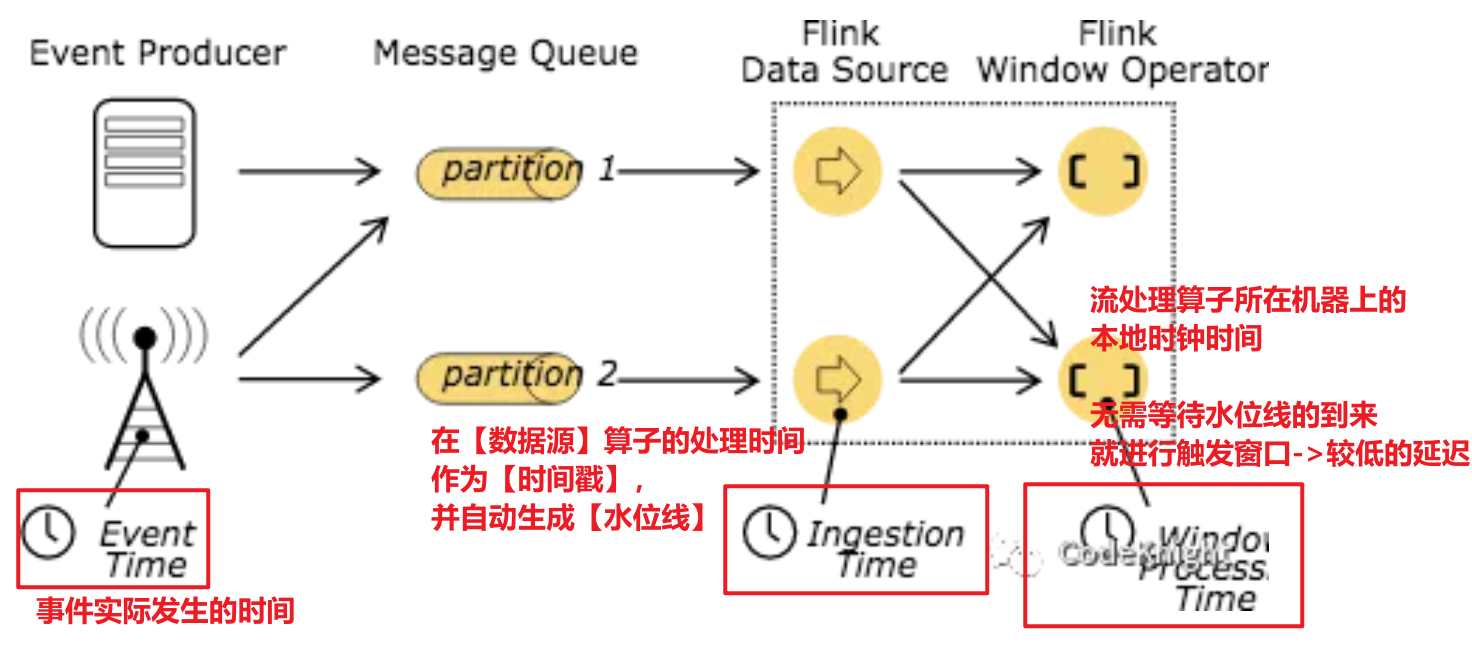 Event Producer
Message Queue
Flink
Data Source
Flink
Window Operator
partition 1
partition 2
流处理算子所在机器上的
本地时钟时间
无需等待水位线的到来
就进行触发窗口->较低的延迟
在【数据源】算子的处理时间
作为【时间戳】,
并自动生成【水位线】
Event
Time
事件实际发生的时间
Ingestion
Time
CodeKnight
Window
Process
Time